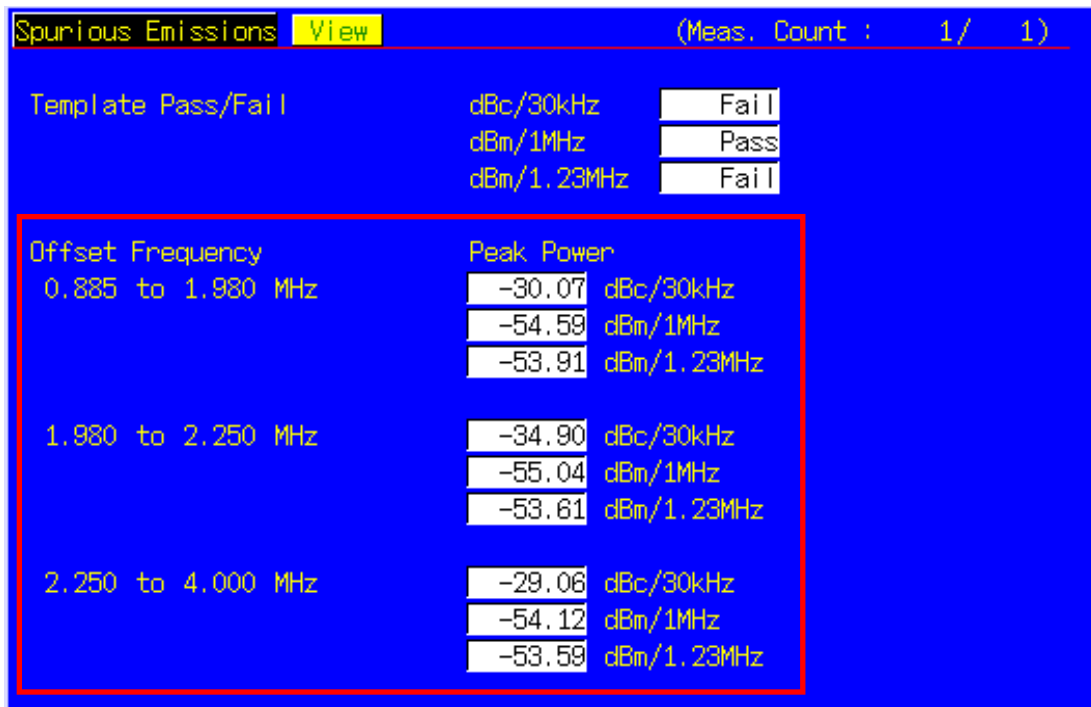 Spurious Emissions View (Meas. Count : 1/ 1)
Template Pass/Fail dBc/30kHz Fail
dBm/1MHz Pass
dBm/1.23MHz Fail
Offset Frequency Peak Power
0.885 to 1.980 MHz -30.07 dBc/30kHz
-54.59 dBm/1MHz
-53.91 dBm/1.23MHz
1.980 to 2.250 MHz -34.90 dBc/30kHz
-55.04 dBm/1MHz
-53.61 dBm/1.23MHz
2.250 to 4.000 MHz -29.06 dBc/30kHz
-54.12 dBm/1MHz
-53.59 dBm/1.23MHz